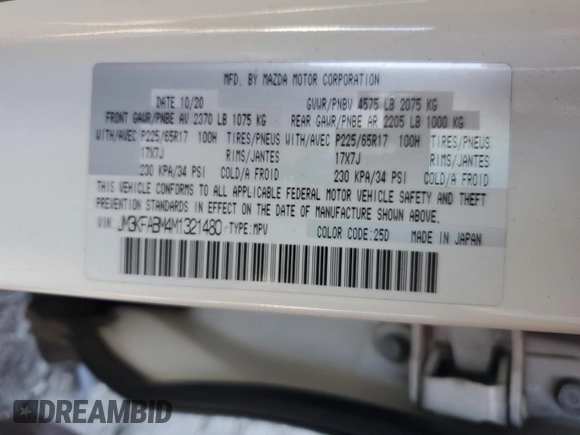 MFD. BY MAZDA MOTOR CORPORATION
DATE 10/20 GVWR/PNBV 4575 LB 2075 KG
FRONT GAWR/PNBE AV 2370 LB 1075 KG REAR GAWR/PNBE AR 2205 LB 1000 KG
WITH/AVEC P225/65R17 100H TIRES/PNEUS WITH/AVEC P225/65R17 100H TIRES/PNEUS
17X7J RIMS/JANTES 17X7J RIMS/JANTES
230 KPA/34 PSI COLD/A FROID 230 KPA/34 PSI COLD/A FROID
THIS VEHICLE CONFORMS TO ALL APPLICABLE FEDERAL MOTOR VEHICLE SAFETY AND THEFT
PREVENTION STANDARDS IN EFFECT ON THE DATE OF MANUFACTURE SHOWN ABOVE.
VIN: JM3KFABM4M1321480 TYPE:MPV COLOR CODE:25D MADE IN JAPAN
DREAMBID